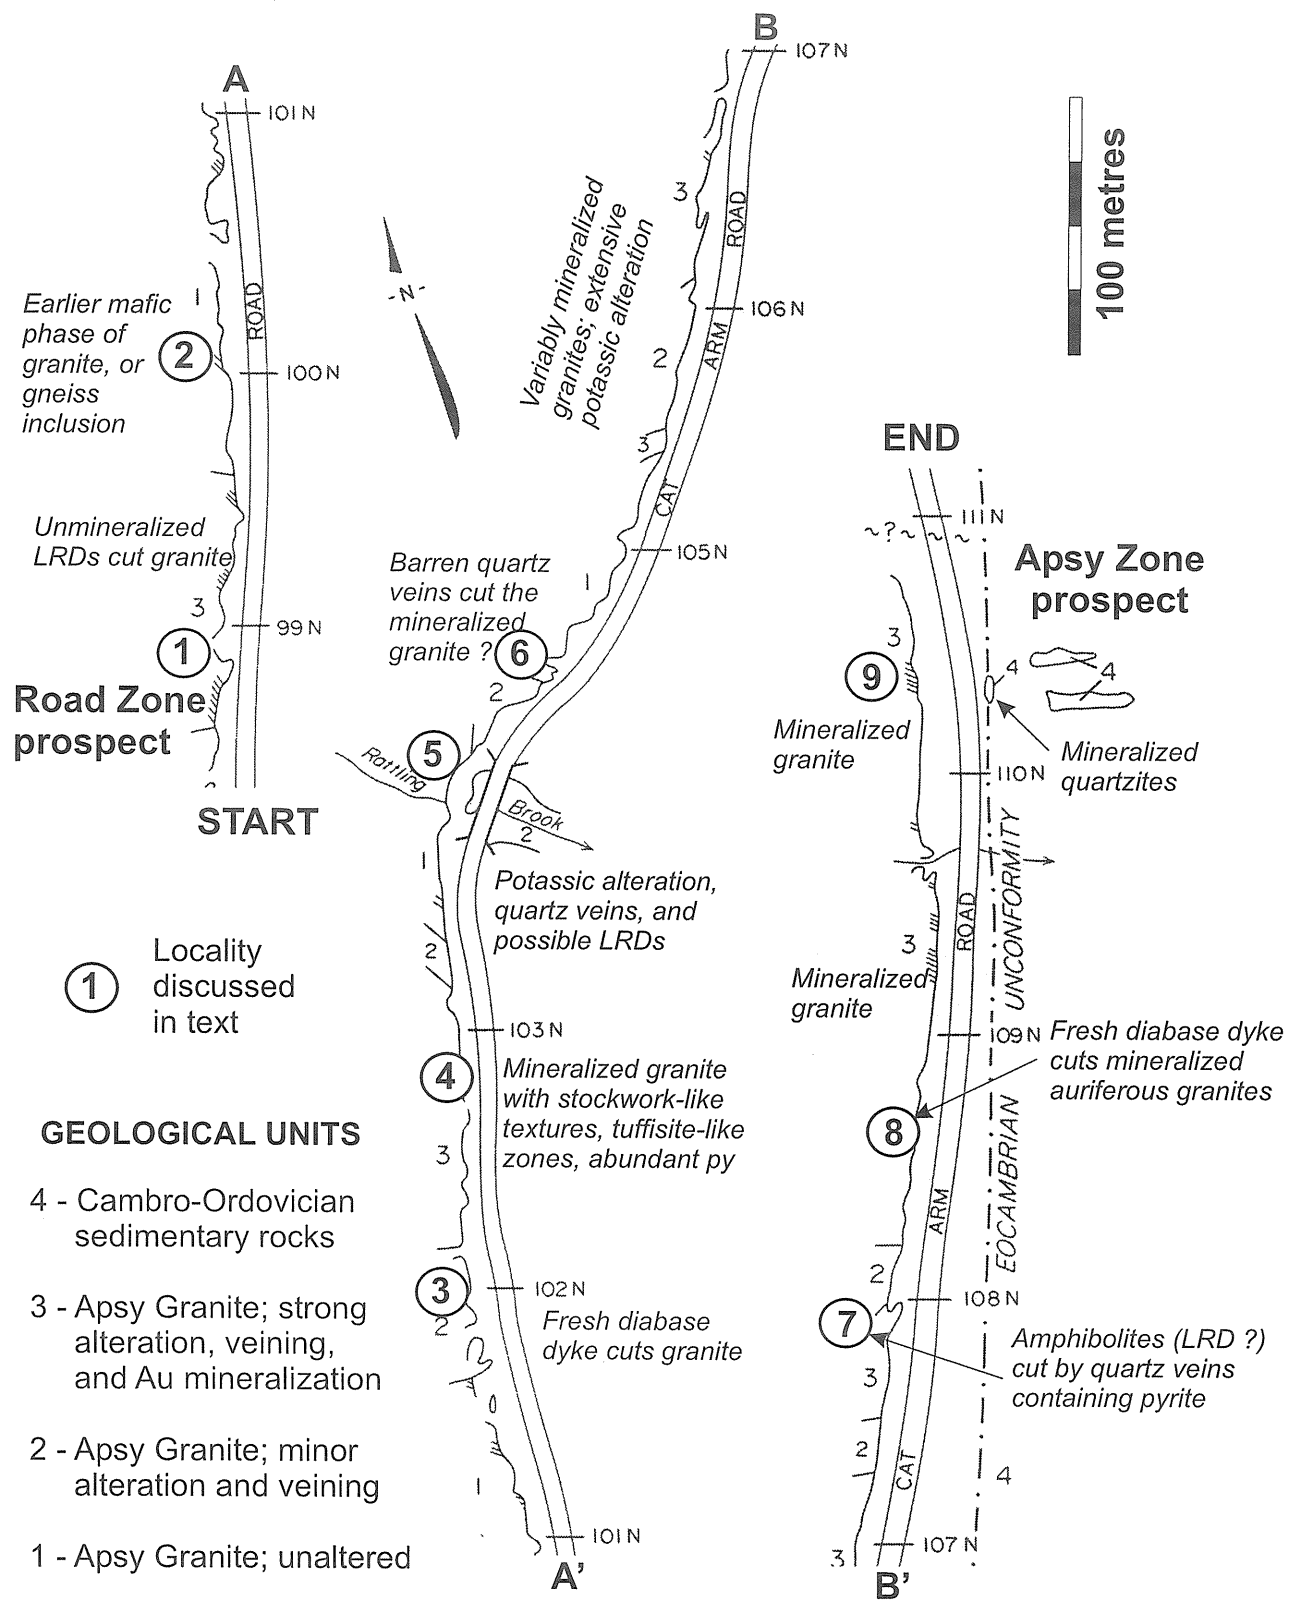 A
101 N
1
Earlier mafic
phase of
granite, or
gneiss
inclusion
2
ROAD
100 N
Unmineralized
LRDs cut granite
3
99 N
1
Road Zone
prospect
START
- N -
B
107 N
3
ROAD
Variably mineralized
granites; extensive
potassic alteration
106 N
ARM
2
3
CAT
105 N
1
Barren quartz
veins cut the
mineralized
granite ?
6
2
5
Rattling
Brook
2
1
Potassic alteration,
quartz veins, and
possible LRDs
2
103 N
4
Mineralized granite
with stockwork-like
textures, tuffisite-like
zones, abundant py
3
3
102 N
2
Fresh diabase
dyke cuts granite
1
101 N
A’
100 metres
END
111 N
~ ? ~ ~ ~ ~
Apsy Zone
prospect
3
9
4
4
Mineralized
granite
Mineralized
quartzites
110 N
UNCONFORMITY
ROAD
3
Mineralized
granite
109 N
Fresh diabase dyke
cuts mineralized
auriferous granites
8
EOCAMBRIAN
ARM
2
108 N
7
Amphibolites (LRD ?)
cut by quartz veins
containing pyrite
3
2
CAT
4
3
107 N
B’
1
Locality
discussed
in text
GEOLOGICAL UNITS
4 - Cambro-Ordovician
sedimentary rocks
3 - Apsy Granite; strong
alteration, veining,
and Au mineralization
2 - Apsy Granite; minor
alteration and veining
1 - Apsy Granite; unaltered